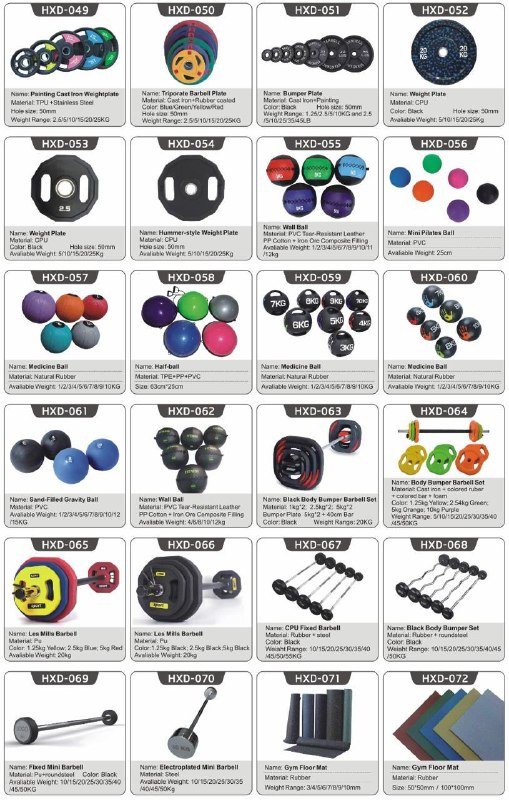 HXD-049
Name: Painting Cast Iron Weightplate
Material: TPU +Stainless Steel
Hole size: 50mm
Weight Range: 2.5/5/10/15/20/25KG
HXD-050
Name: Triporate Barbell Plate
Material: Cast Iron+Rubber coated
Color: Blue/Green/Yellow/Red
Hole size: 50mm
Weight Range: 2.5/5/10/15/20/25KG
HXD-051
Name: Bumper Plate
Material: Cast Iron+Painting
Color: Black Hole size: 50mm
Weight Range: 1.25/2.5/5/10KG and 2.5
/5/10/25/35/45LB
HXD-052
20 KG
20 KG
Name: Weight Plate
Material: CPU
Color: Black Hole size: 50mm
Available Weight: 5/10/15/20/25Kg
HXD-053
2.5
Name: Weight Plate
Material: CPU
Color: Black Hole size: 50mm
Available Weight: 5/10/15/20/25KG
HXD-054
Name: Hummer-style Weight Plate
Material: CPU
Hole size: 50mm
Available Weight: 5/10/15/20/25KG
HXD-055
Name: Wall Ball
Material: PVC Tear-Resistant Leather
PP Cotton + Iron Ore Composite Filling
Available Weight: 1/2/3/4/5/6/7/8/9/10/11
/12kg
HXD-056
Name: Mini Pilates Ball
Material: PVC
Available Weight: 25cm
HXD-057
Name: Medicine Ball
Material: Natural Rubber
Available Weight: 1/2/3/4/5/6/7/8/9/10KG
HXD-058
Name: Half-ball
Material: TPE+PP+PVC
Size: 63cm*25cm
HXD-059
7KG
8KG
9KG
10KG
6KG
5KG
4KG
3KG
Name: Medicine Ball
Material: Natural Rubber
Available Weight: 1/2/3/4/5/6/7/8/9/10KG
HXD-060
Name: Medicine Ball
Material: Natural Rubber
Available Weight: 1/2/3/4/5/6/7/8/9/10KG
HXD-061
Name: Sand-Filled Gravity Ball
Material: PVC
Available Weight: 1/2/3/4/5/6/7/8/9/10/12
/15KG
HXD-062
Name: Wall Ball
Material: PVC Tear-Resistant Leather
PP Cotton + Iron Ore Composite Filling
Available Weight: 4/6/8/10/12kg
HXD-063
Name: Black Body Bumper Barbell Set
Material: 1kg*2; 2.5kg*2; 5kg*2
Bumper Plate 5kg*2 + 40cm Bar
Color: Black Weight Range: 20KG
HXD-064
Name: Body Bumper Barbell Set
Material: Cast iron + colored rubber
+ colored bar + foam
Color: 1.25kg Yellow; 2.54kg Green;
5kg Orange; 10kg Purple
Weight Range: 5/10/15/20/25/30/35/40
/45/50KG
HXD-065
Name: Les Mills Barbell
Material: Pu
Color: 1.25kg Yellow; 2.5kg Blue; 5kg Red
Available Weight: 20kg
HXD-066
Name: Les Mills Barbell
Material: Pu
Color: 1.25kg Black; 2.5kg Black 5kg Black
Available Weight: 20kg
HXD-067
Name: CPU Fixed Barbell
Material: Rubber + steel
Color: Black
Weight Range: 10/15/20/25/30/35/40
/45/50/55KG
HXD-068
Name: Black Body Bumper Set
Material: Rubber + roundsteel
Color: Black
Weight Range: 10/15/20/25/30/35/40/45
/50KG
HXD-069
Name: Fixed Mini Barbell
Material: Pu+roundsteel Color: Black
Available Weight: 10/15/20/25/30/35/40
/45/50KG
HXD-070
Name: Electroplated Mini Barbell
Material: Steel
Available Weight: 10/15/20/25/30/35
/40/45/50Kg
HXD-071
Name: Gym Floor Mat
Material: Rubber
Weight Range: 3/4/5/6/7/8/9/10mm
HXD-072
Name: Gym Floor Mat
Material: Rubber
Size: 50*50mm / 100*100mm